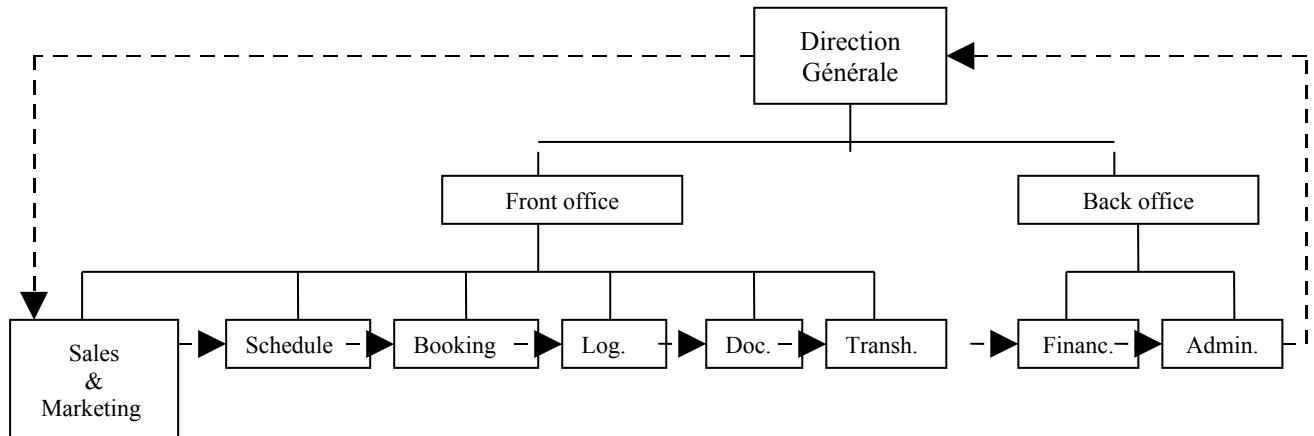 Direction
Générale
Front office
Back office
Sales
&
Marketing
Schedule
Booking
Log.
Doc.
Transh.
Financ.
Admin.